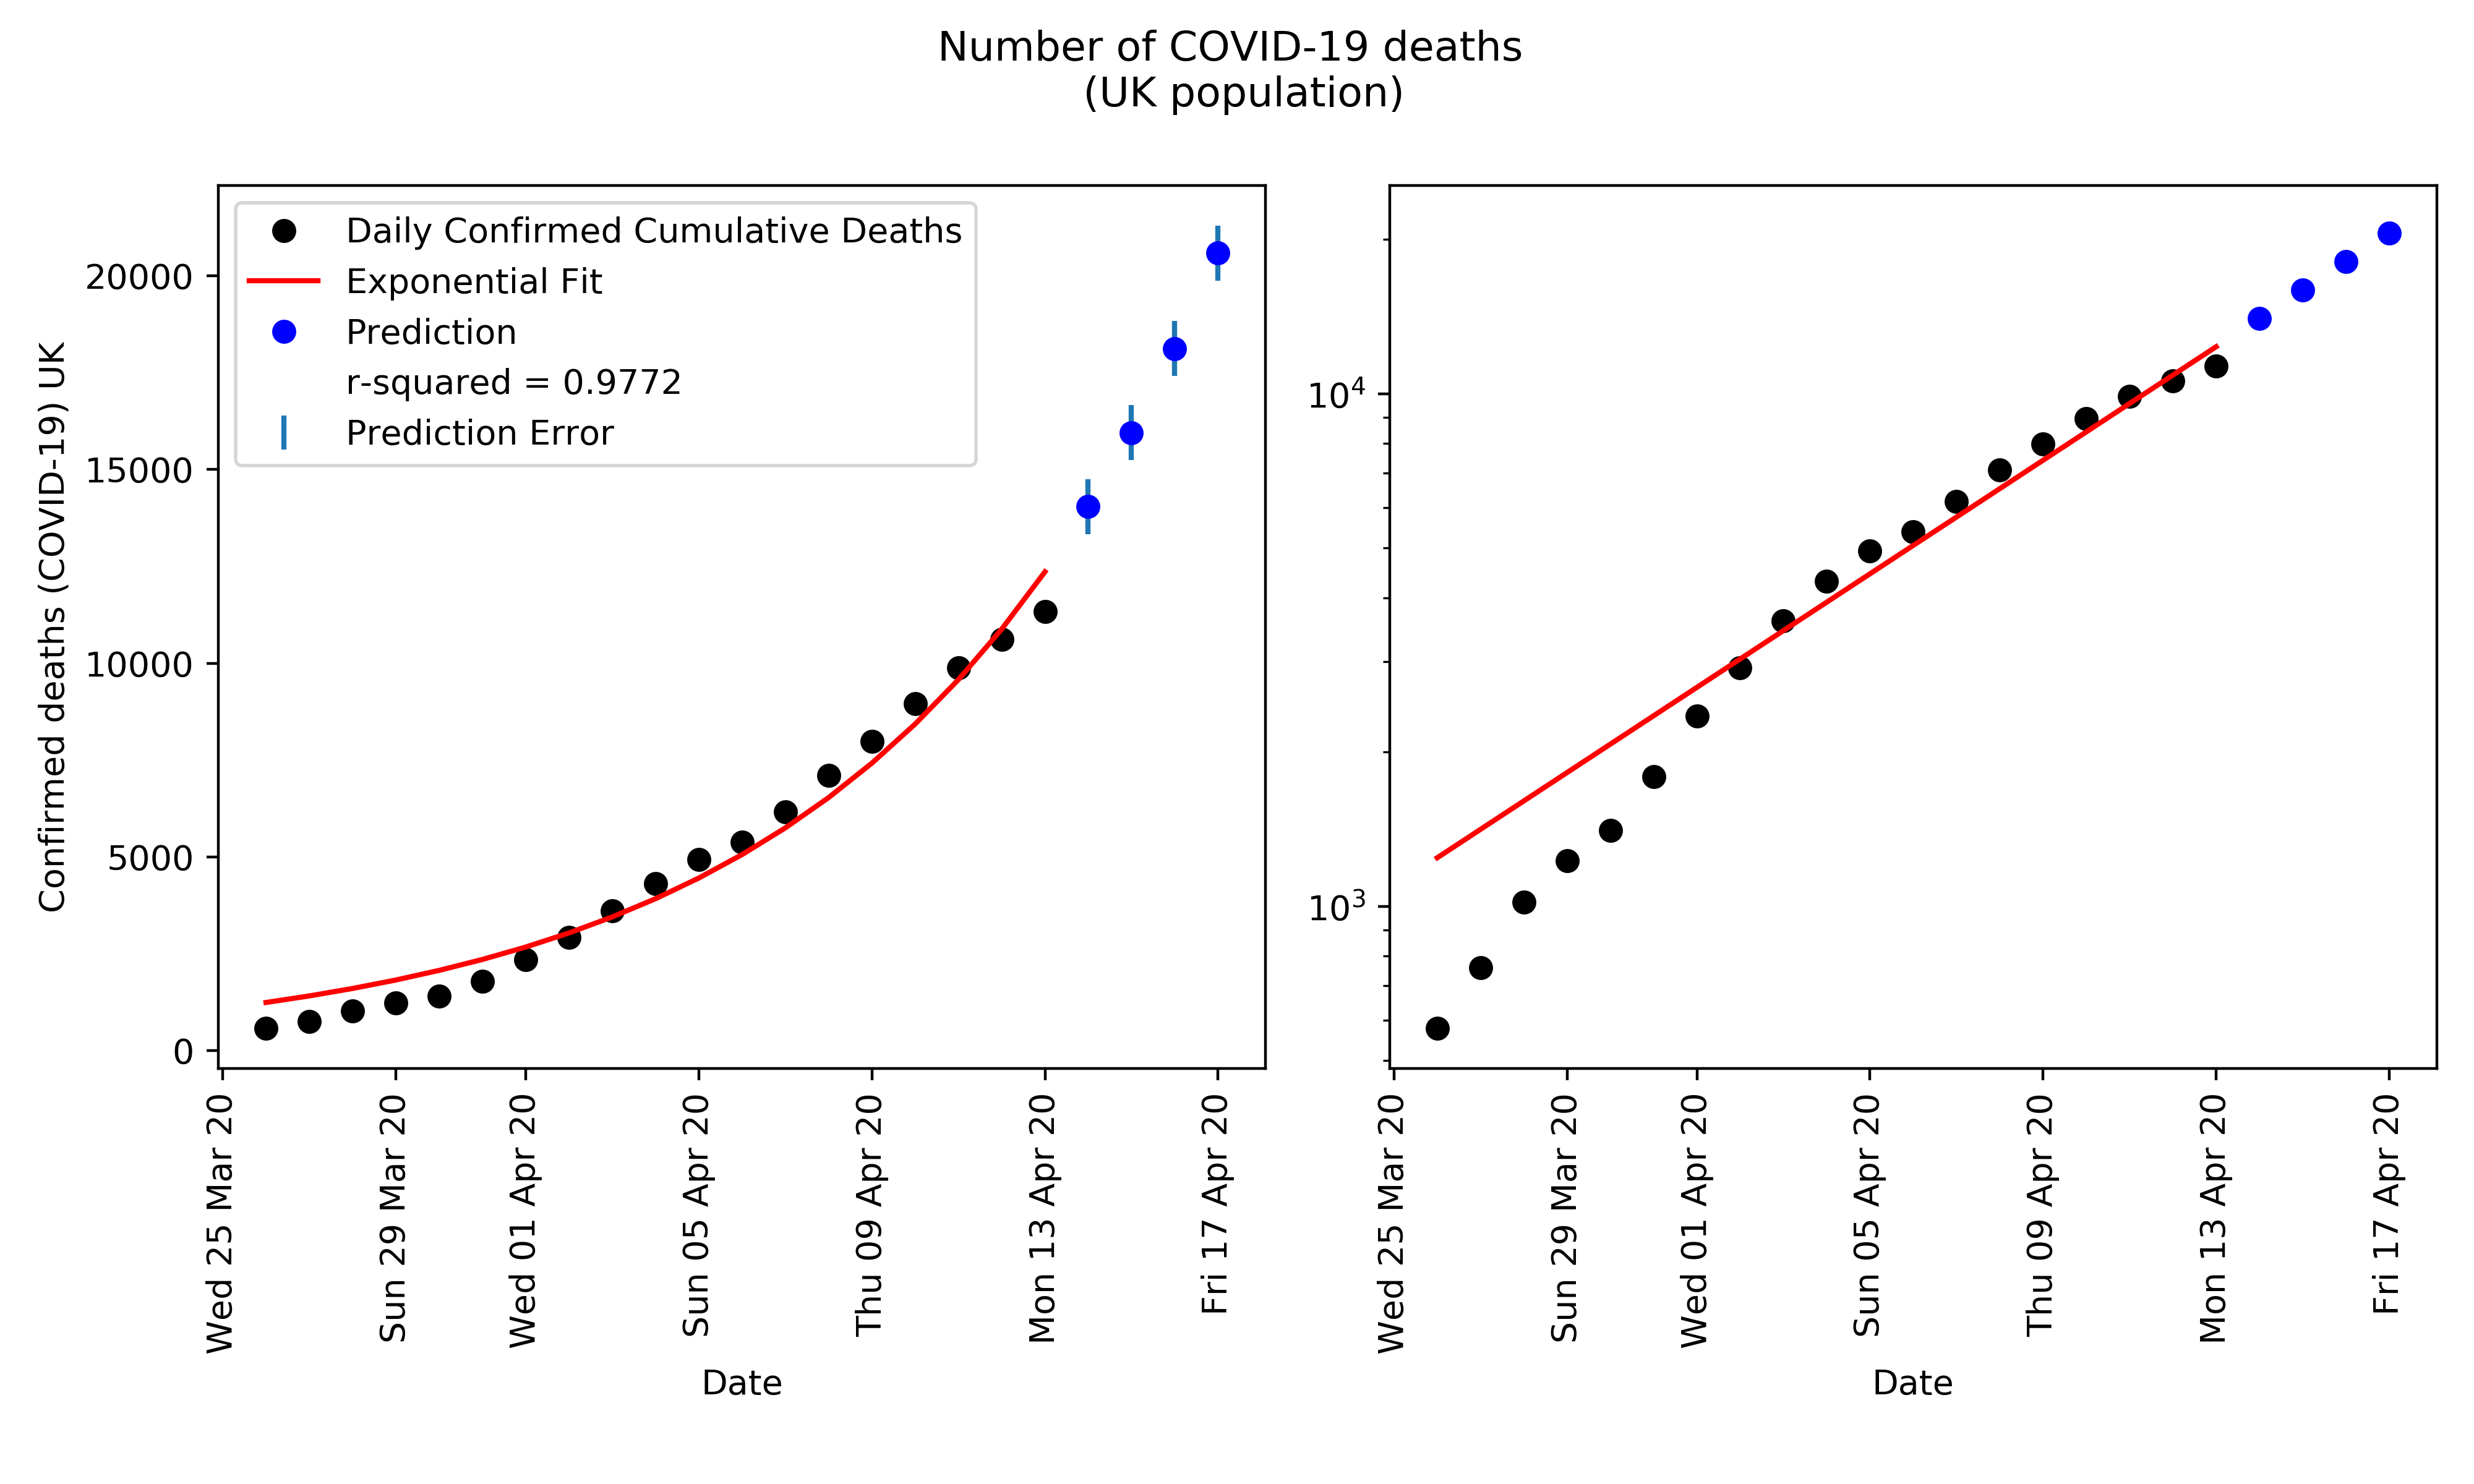 Number of COVID-19 deaths
(UK population)
Confirmed deaths (COVID-19) UK
20000
15000
10000
5000
0
Daily Confirmed Cumulative Deaths
Exponential Fit
Prediction
r-squared = 0.9772
Prediction Error
Wed 25 Mar 20
Sun 29 Mar 20
Wed 01 Apr 20
Sun 05 Apr 20
Thu 09 Apr 20
Mon 13 Apr 20
Fri 17 Apr 20
Date
10⁴
10³
Wed 25 Mar 20
Sun 29 Mar 20
Wed 01 Apr 20
Sun 05 Apr 20
Thu 09 Apr 20
Mon 13 Apr 20
Fri 17 Apr 20
Date